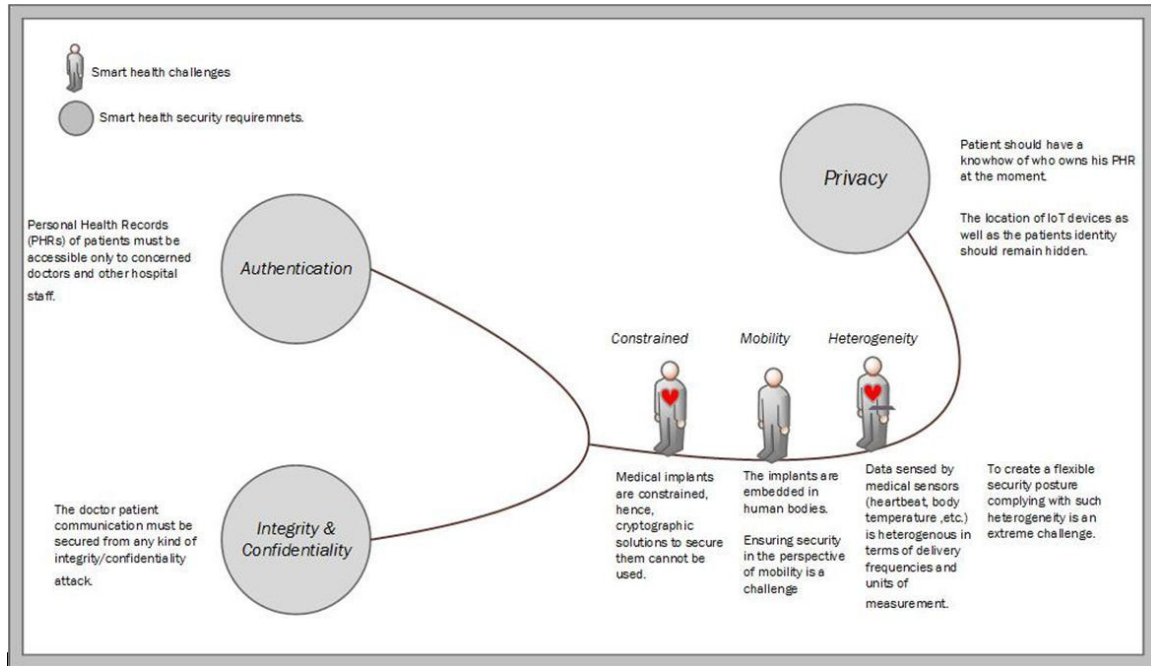 Smart health challenges
Smart health security requiremnets.
Privacy
Patient should have a
knowhow of who owns his PHR
at the moment.
The location of IoT devices as
well as the patients identity
should remain hidden.
Personal Health Records
(PHRs) of patients must be
accessible only to concerned
doctors and other hospital
staff.
Authentication
Constrained
Mobility
Heterogeneity
The doctor patient
communication must be
secured from any kind of
integrity/confidentiality
attack.
Integrity &
Confidentiality
Medical implants
are constrained,
hence,
cryptographic
solutions to secure
them cannot be
used.
The implants are
embedded in
human bodies.
Ensuring security
in the perspective
of mobility is a
challenge
Data sensed by
medical sensors
(heartbeat, body
temperature ,etc.)
is heterogenous in
terms of delivery
frequencies and
units of
measurement.
To create a flexible
security posture
complying with such
heterogeneity is an
extreme challenge.